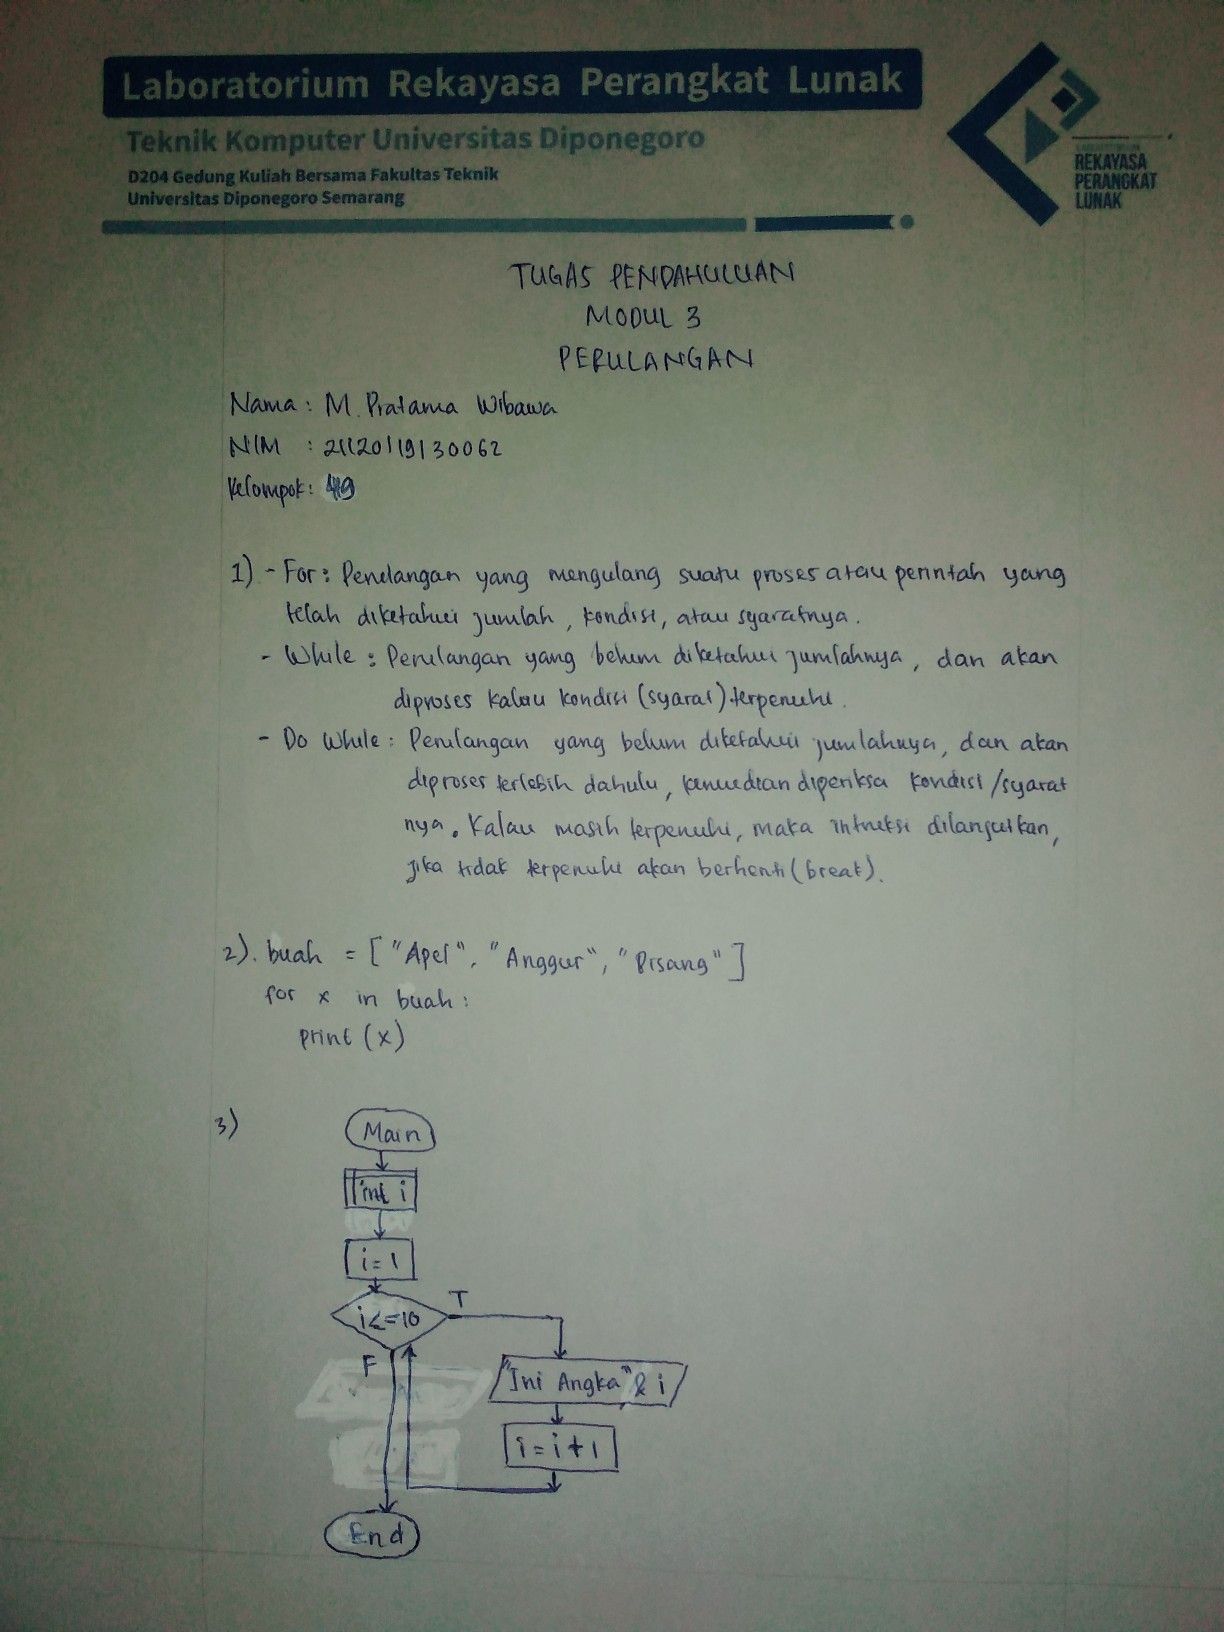 Laboratorium Rekayasa Perangkat Lunak
Teknik Komputer Universitas Diponegoro
D204 Gedung Kuliah Bersama Fakultas Teknik
Universitas Diponegoro Semarang
LABORATORIUM
REKAYASA
PERANGKAT
LUNAK
TUGAS PENDAHULUAN
MODUL 3
PERULANGAN
Nama : M. Pratama Wibawa
NIM : 21120119130062
Kelompok : 49
1) - For : Perulangan yang mengulang suatu proses atau perintah yang
telah diketahui jumlah, kondisi, atau syaratnya.
- While : Perulangan yang belum diketahui jumlahnya, dan akan
diproses kalau kondisi (syarat) terpenuhi.
- Do While : Perulangan yang belum diketahui jumlahnya, dan akan
diproses terlebih dahulu, kemudian diperiksa kondisi/syarat
nya. Kalau masih terpenuhi, maka intruksi dilanjutkan,
jika tidak terpenuhi akan berhenti (break).
2). buah = ["Apel", "Anggur", "Pisang"]
for x in buah :
print (x)
3)
Main
int i
i = 1
i <= 10
T
F
"Ini Angka" & i
i = i + 1
End